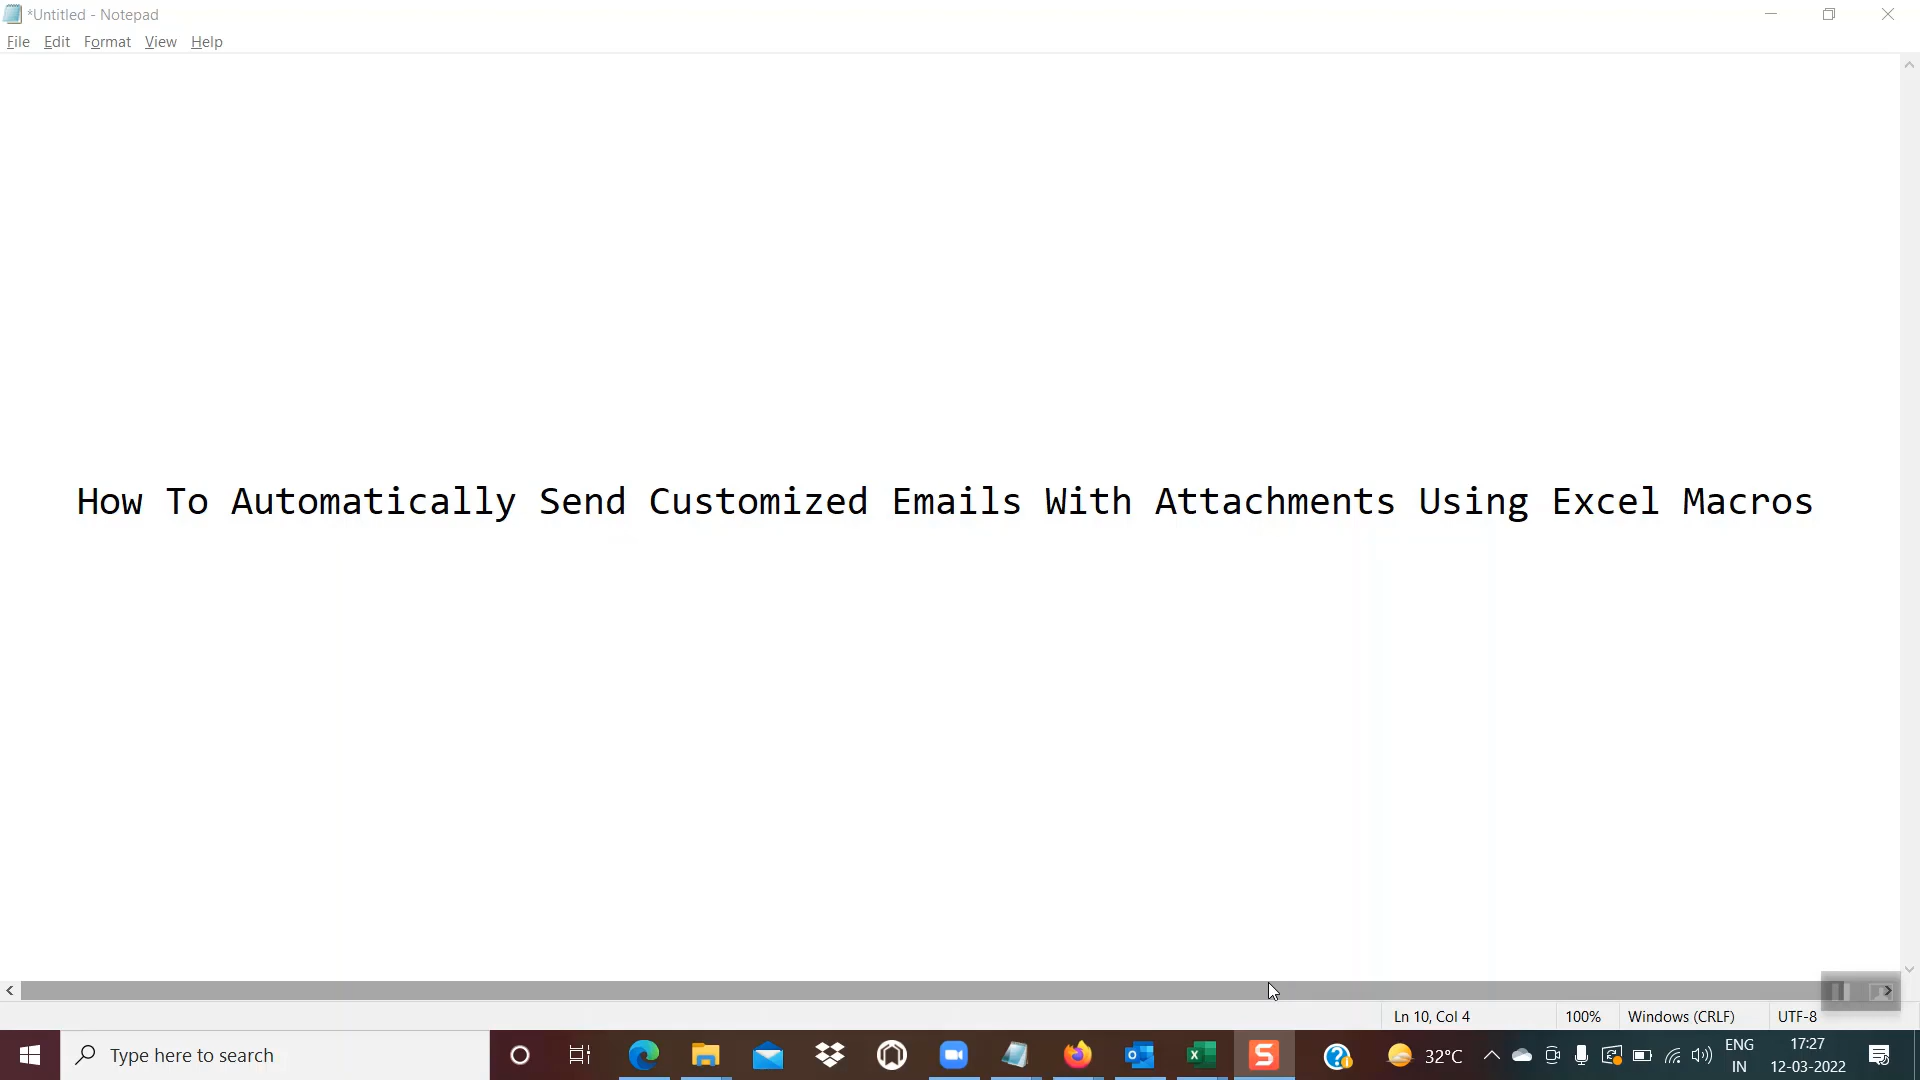 *Untitled - Notepad
File Edit Format View Help
How To Automatically Send Customized Emails With Attachments Using Excel Macros
Ln 10, Col 4 100% Windows (CRLF) UTF-8
Type here to search 32°C ENG 17:27
IN 12-03-2022